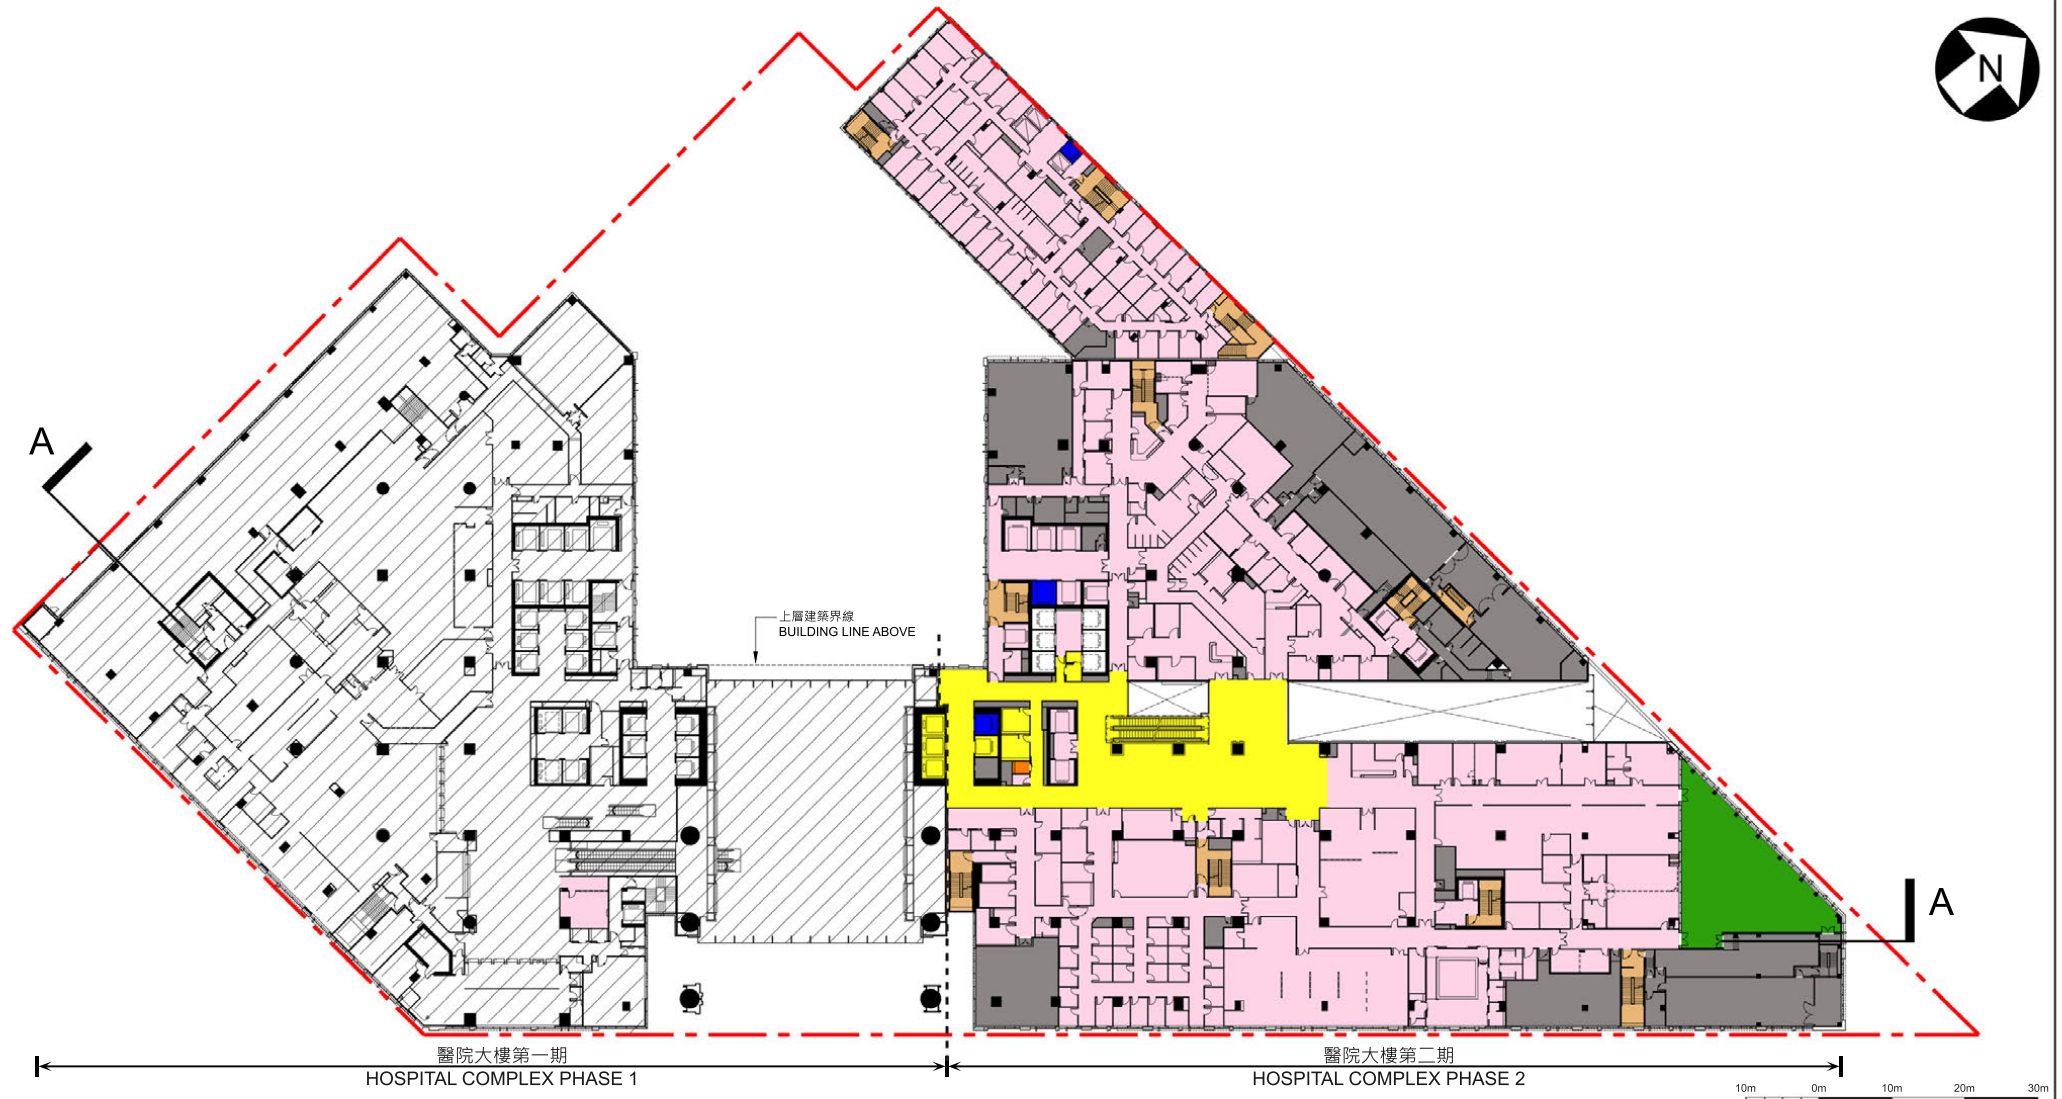 N
A
上層建築界線
BUILDING LINE ABOVE
A
醫院大樓第一期
HOSPITAL COMPLEX PHASE 1
醫院大樓第二期
HOSPITAL COMPLEX PHASE 2
10m 0m 10m 20m 30m